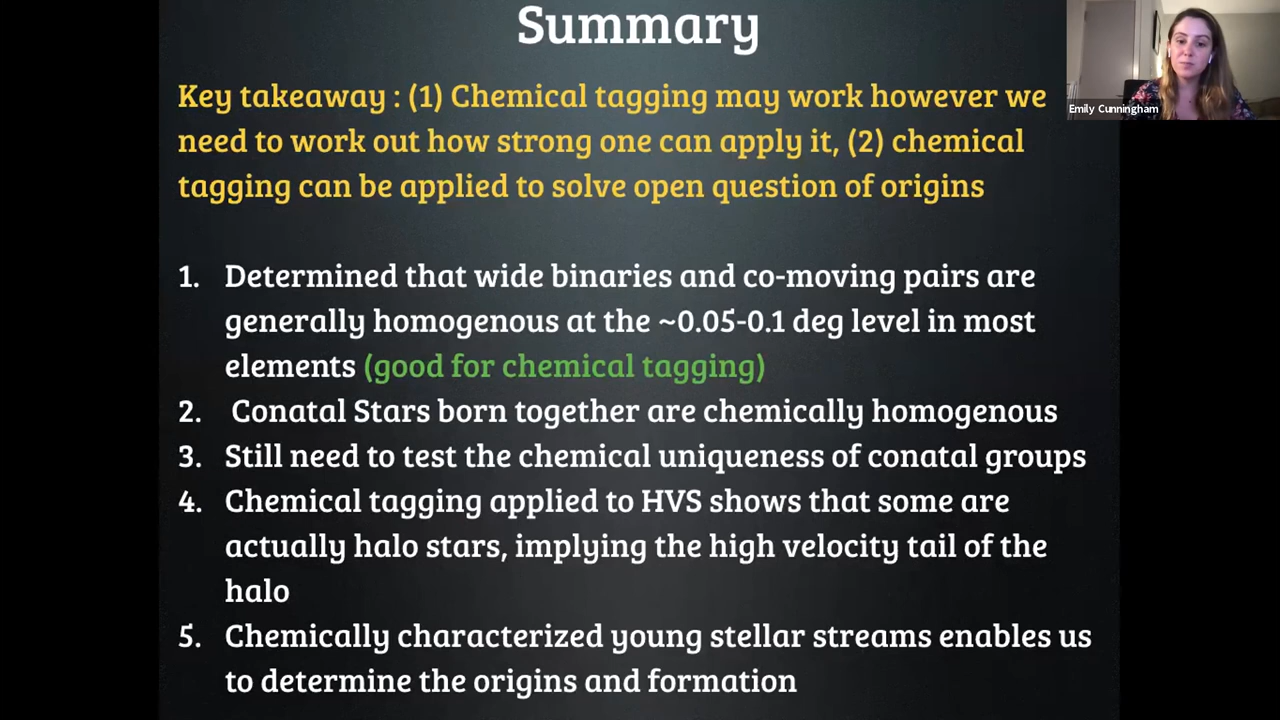 Summary
Emily Cunningham
Key takeaway : (1) Chemical tagging may work however we
need to work out how strong one can apply it, (2) chemical
tagging can be applied to solve open question of origins
1. Determined that wide binaries and co-moving pairs are
generally homogenous at the ~0.05-0.1 deg level in most
elements (good for chemical tagging)
2. Conatal Stars born together are chemically homogenous
3. Still need to test the chemical uniqueness of conatal groups
4. Chemical tagging applied to HVS shows that some are
actually halo stars, implying the high velocity tail of the
halo
5. Chemically characterized young stellar streams enables us
to determine the origins and formation